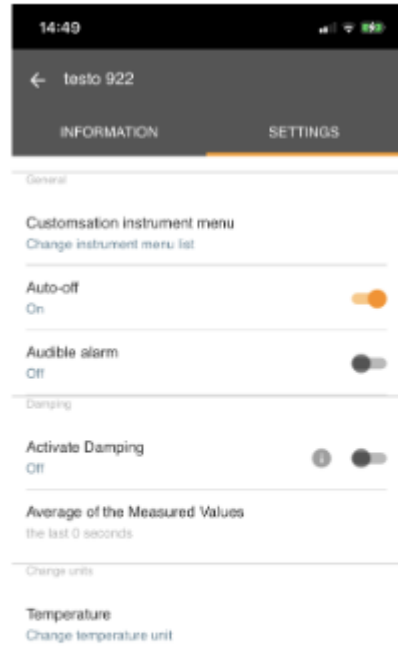 14:49
testo 922
INFORMATION
SETTINGS
General
Customsation instrument menu
Change instrument menu list
Auto-off
On
Audible alarm
Off
Damping
Activate Damping
Off
Average of the Measured Values
the last 0 seconds
Change units
Temperature
Change temperature unit